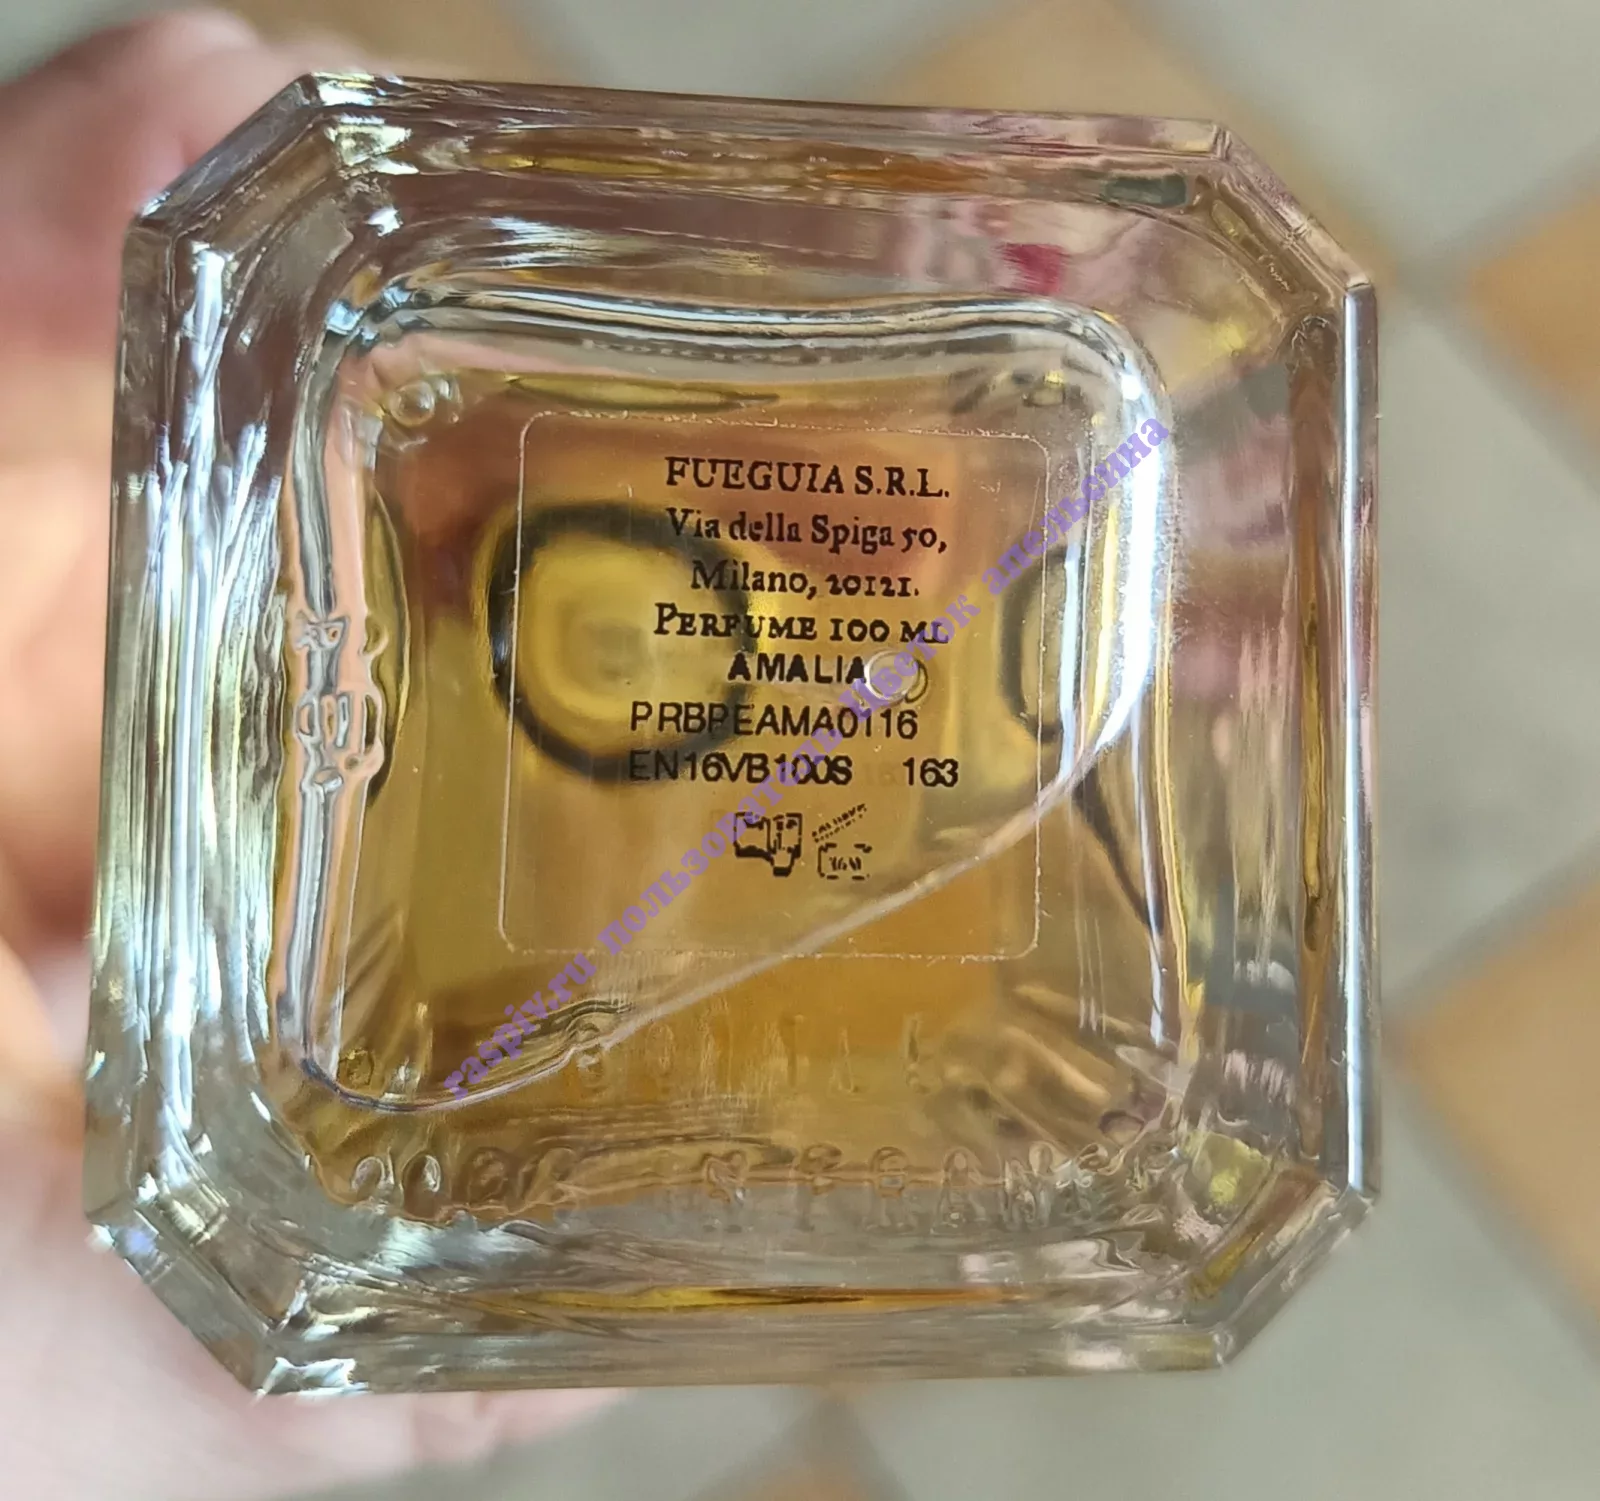 FUEGUIA S.R.L.
Via della Spiga 50,
Milano, 20121.
PERFUME 100 ML
AMALIA
PRBPEAMA0116
EN16VB100S 163
36M
raspiv.ru пользователь Цветок апельсина